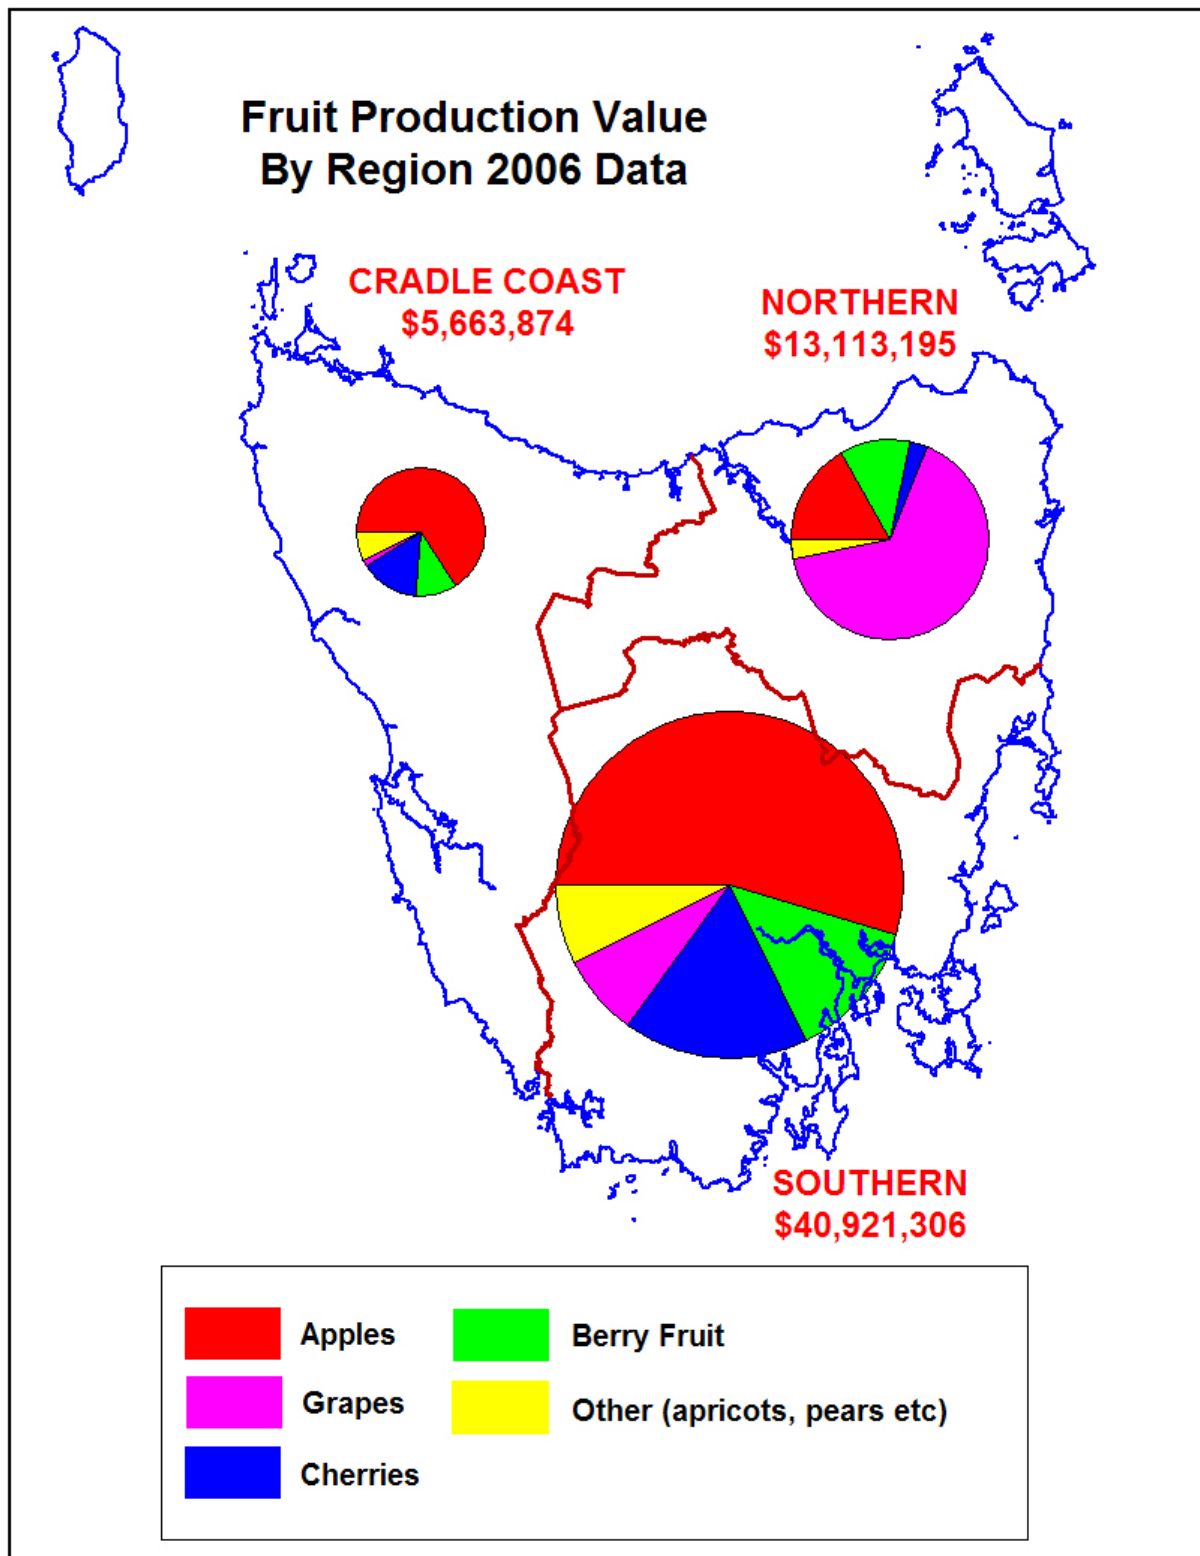 Fruit Production Value
By Region 2006 Data
CRADLE COAST
$5,663,874
NORTHERN
$13,113,195
SOUTHERN
$40,921,306
Apples
Berry Fruit
Grapes
Other (apricots, pears etc)
Cherries